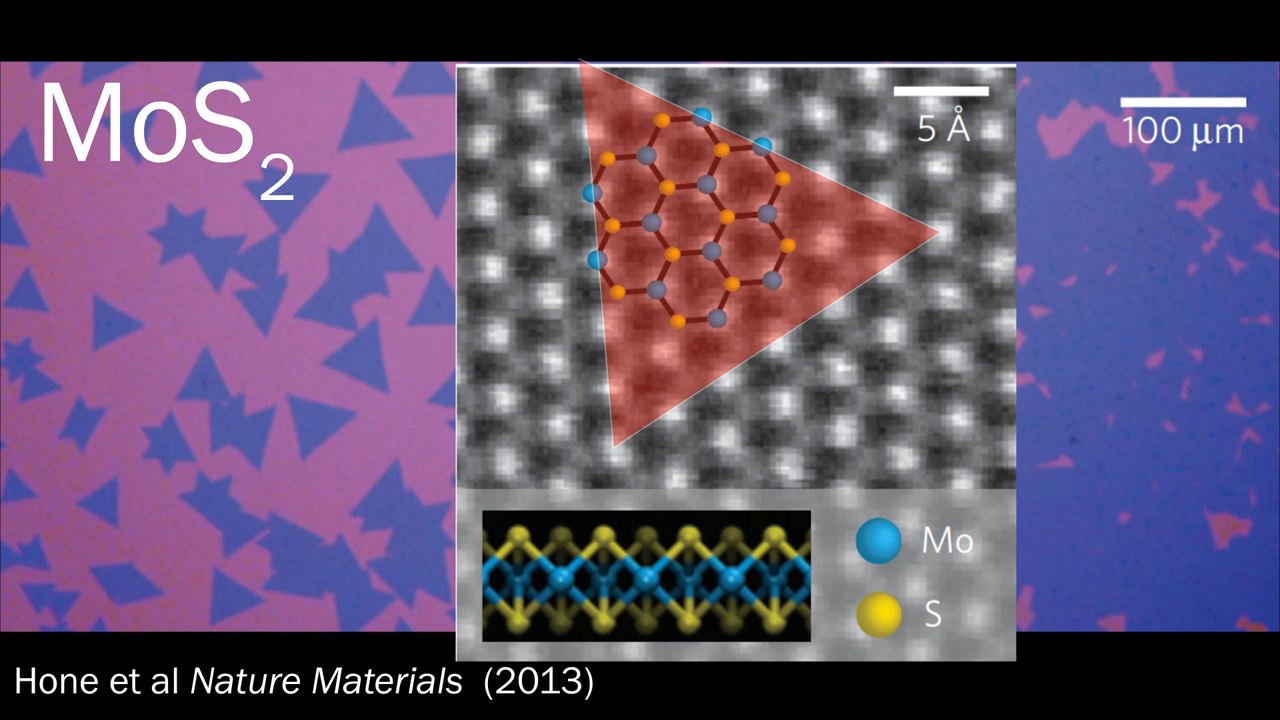 MoS₂
5 Å
100 μm
Mo
S
Hone et al Nature Materials (2013)